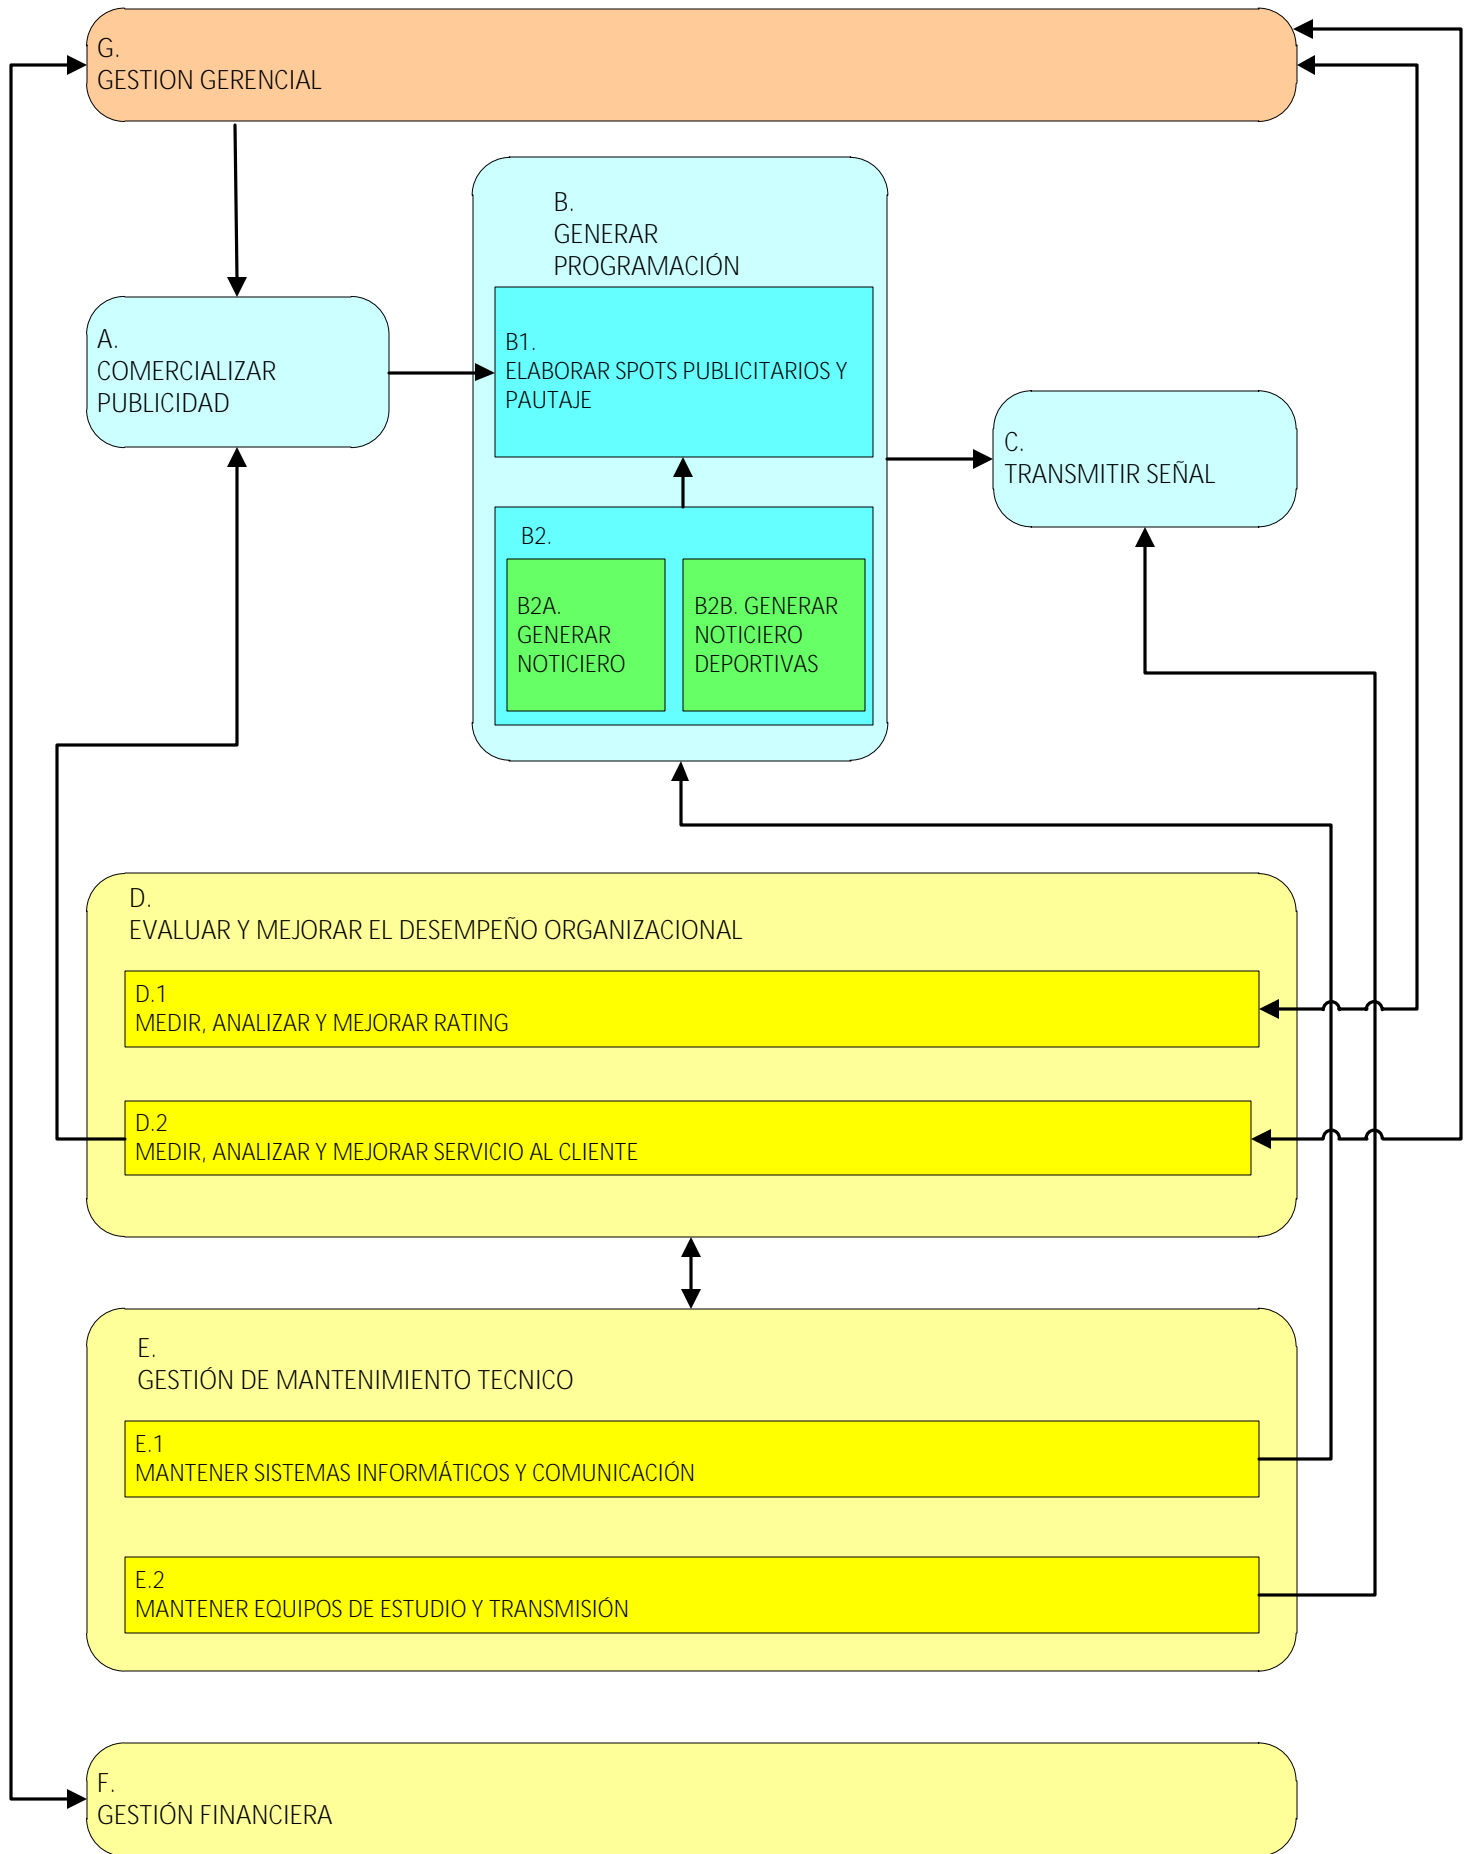 G.
GESTION GERENCIAL
B.
GENERAR
PROGRAMACIÓN
A.
COMERCIALIZAR
PUBLICIDAD
B1.
ELABORAR SPOTS PUBLICITARIOS Y
PAUTAJE
C.
TRANSMITIR SEÑAL
B2.
B2A.
GENERAR
NOTICIERO
B2B. GENERAR
NOTICIERO
DEPORTIVAS
D.
EVALUAR Y MEJORAR EL DESEMPEÑO ORGANIZACIONAL
D.1
MEDIR, ANALIZAR Y MEJORAR RATING
D.2
MEDIR, ANALIZAR Y MEJORAR SERVICIO AL CLIENTE
E.
GESTIÓN DE MANTENIMIENTO TECNICO
E.1
MANTENER SISTEMAS INFORMÁTICOS Y COMUNICACIÓN
E.2
MANTENER EQUIPOS DE ESTUDIO Y TRANSMISIÓN
F.
GESTIÓN FINANCIERA